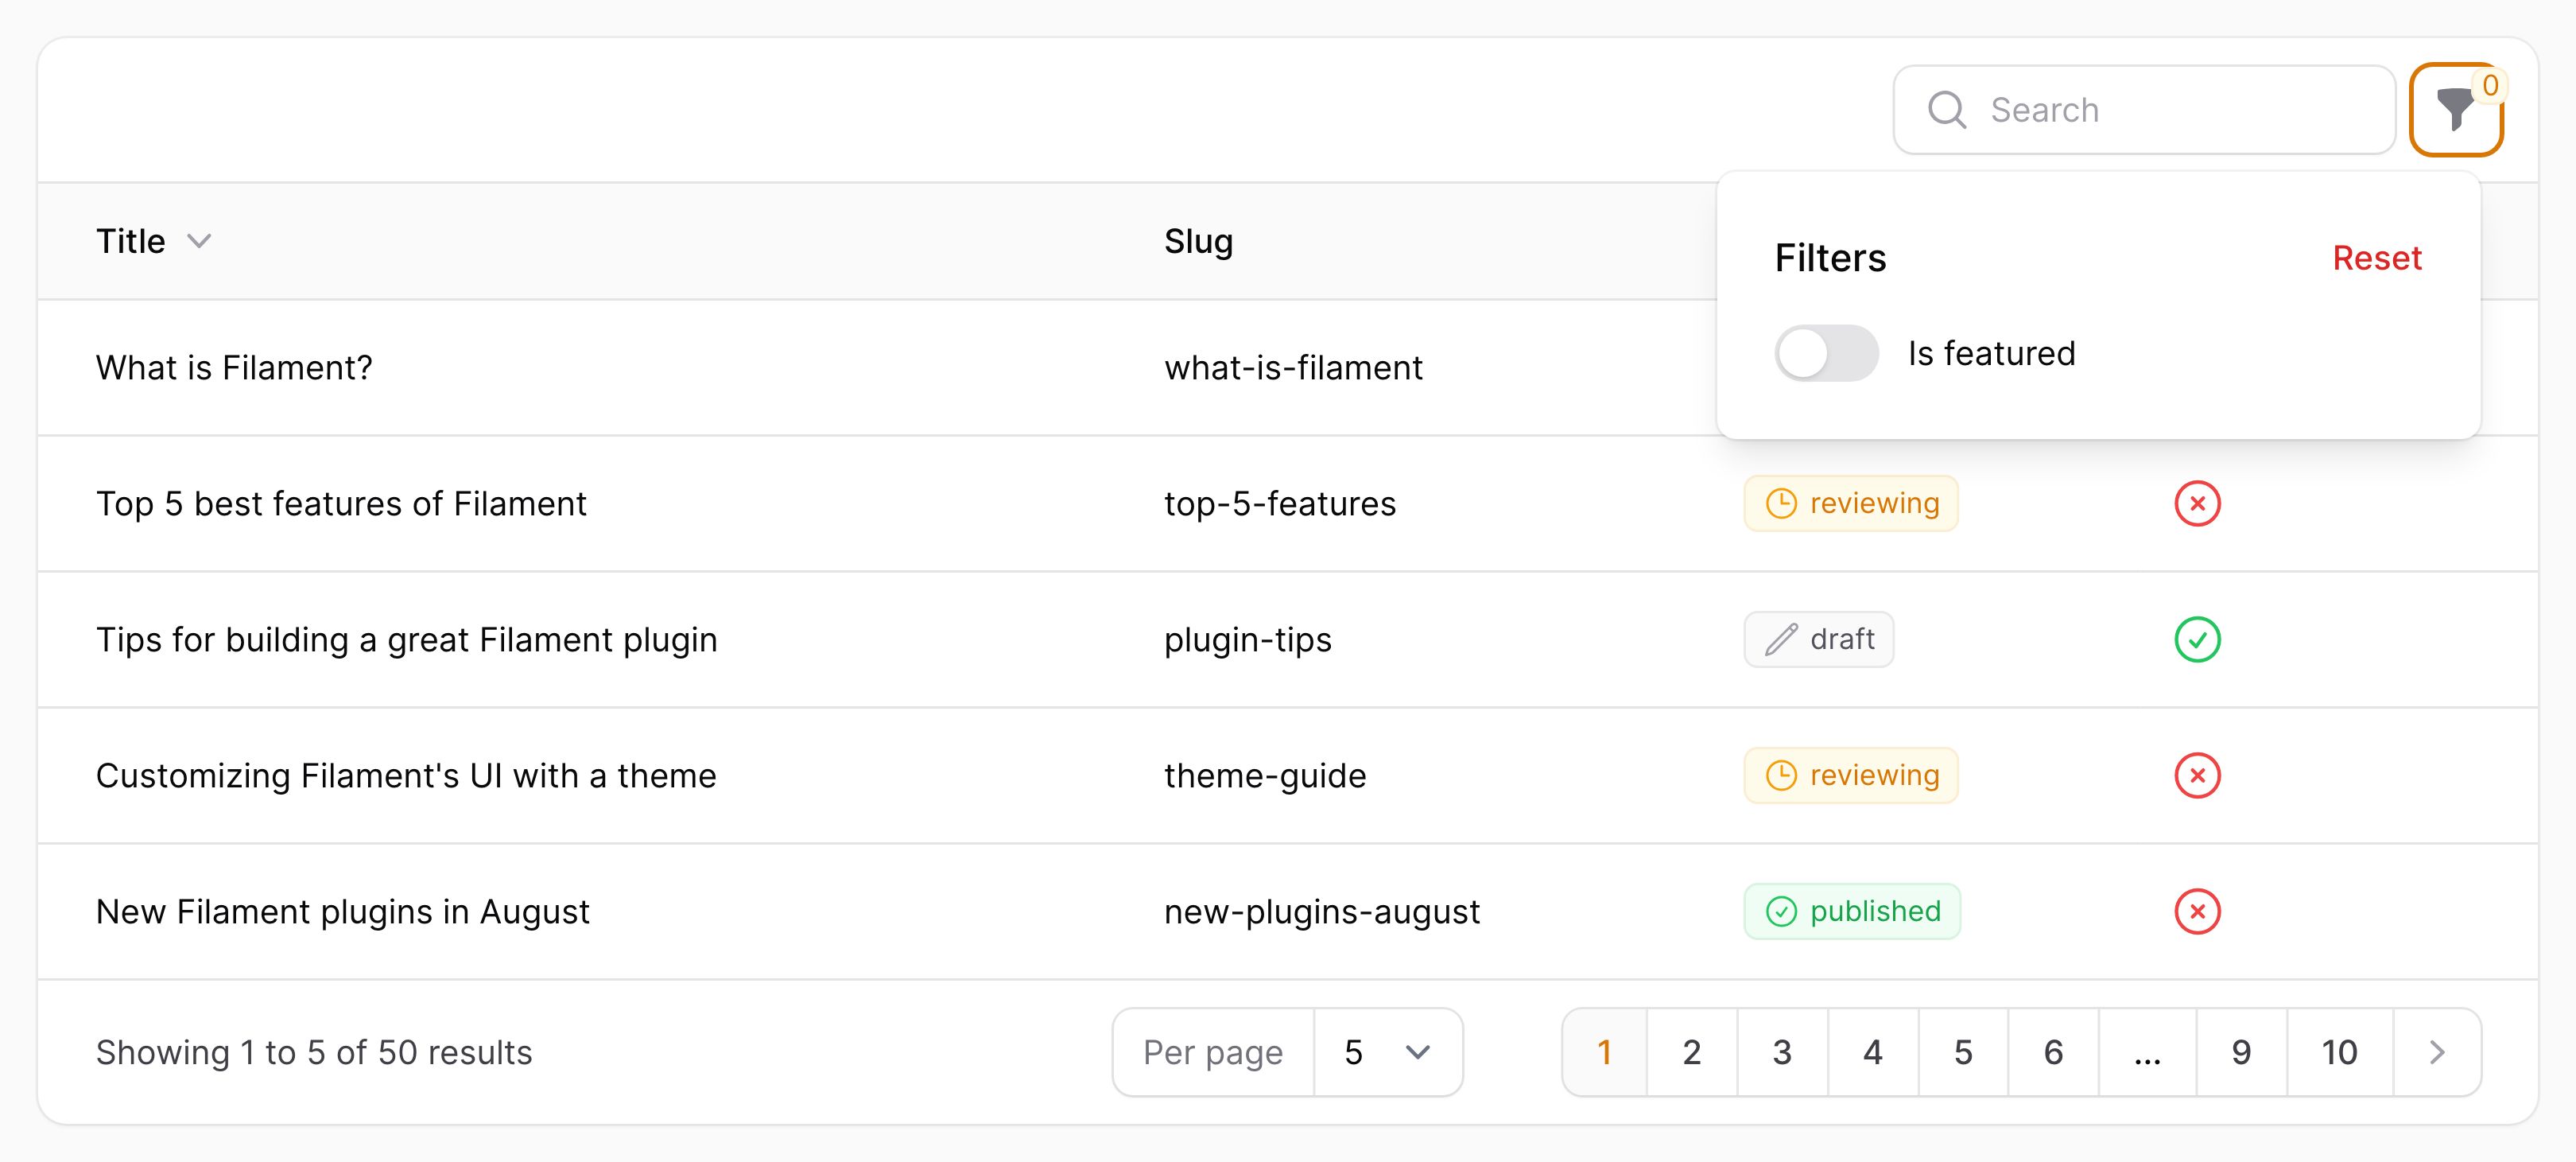 Search
0
Title
Slug
Filters
Reset
Is featured
What is Filament?
what-is-filament
Top 5 best features of Filament
top-5-features
reviewing
Tips for building a great Filament plugin
plugin-tips
draft
Customizing Filament's UI with a theme
theme-guide
reviewing
New Filament plugins in August
new-plugins-august
published
Showing 1 to 5 of 50 results
Per page
5
1
2
3
4
5
6
...
9
10